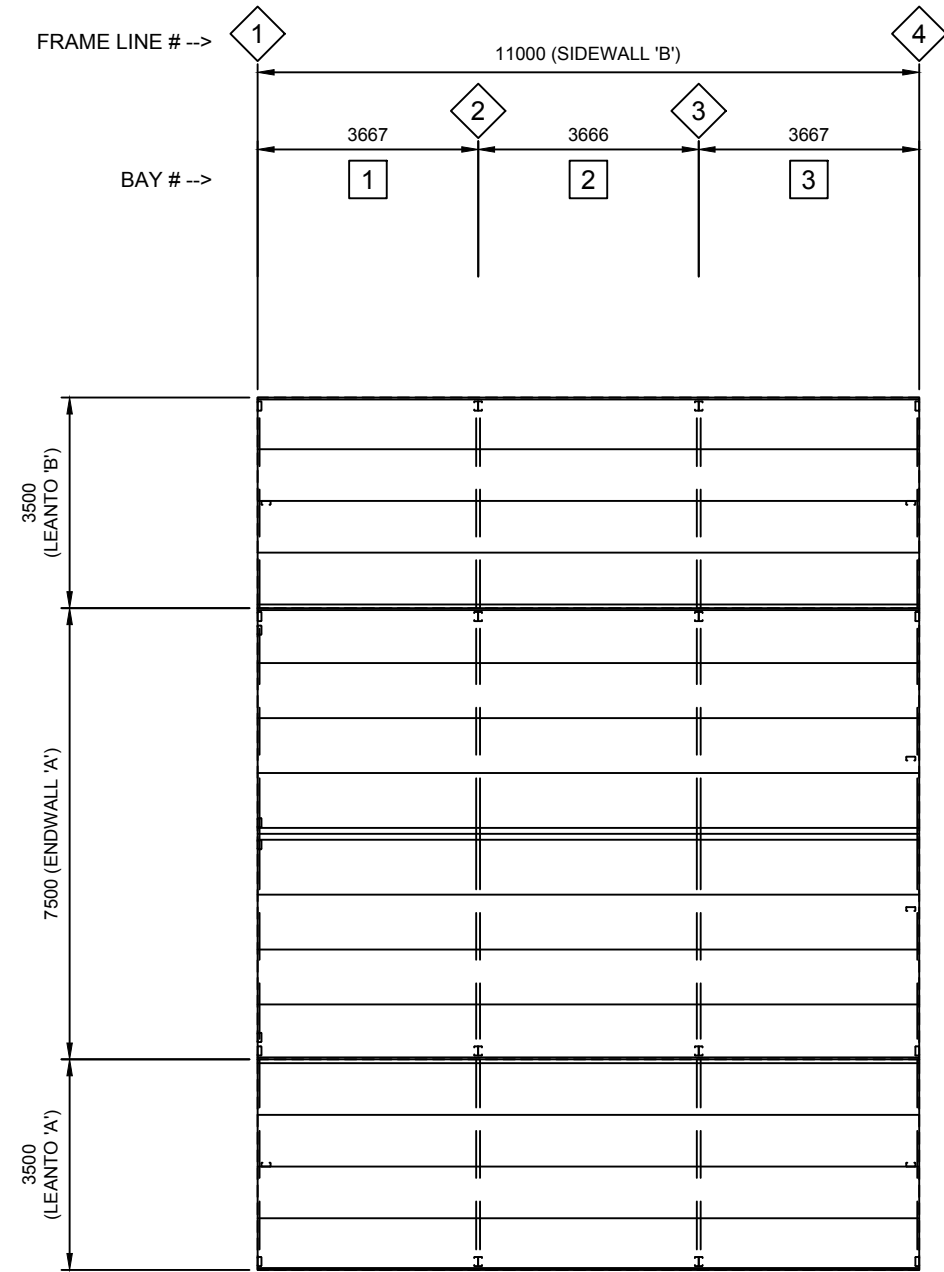 FRAME LINE # -->
1
4
11000 (SIDEWALL 'B')
2
3
3667
3666
3667
BAY # -->
1
2
3
3500
(LEANTO 'B')
7500 (ENDWALL 'A')
3500
(LEANTO 'A')